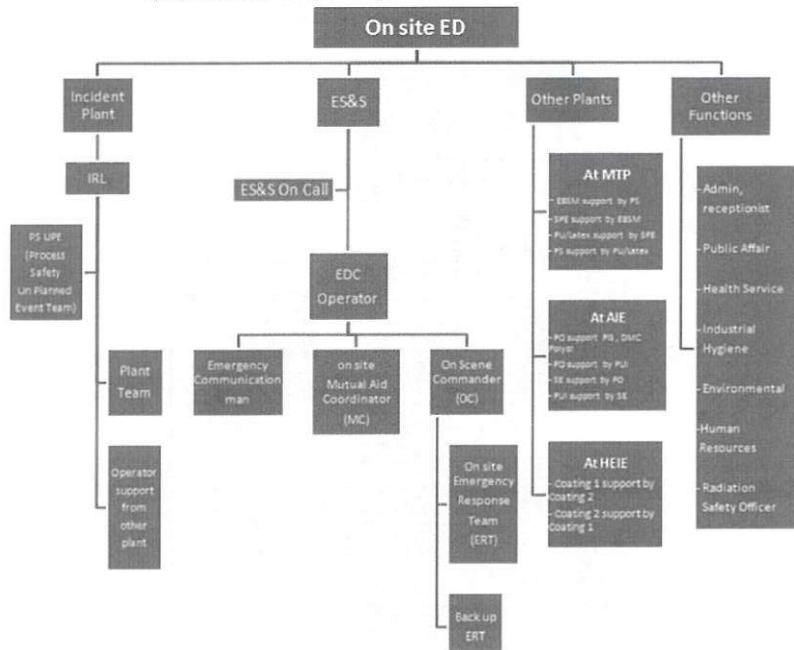 On site ED
Incident
Plant
ES&S
Other Plants
Other
Functions
IRL
ES&S On Call
PS UPE
(Process
Safety
Un Planned
Event Team)
Plant
Team
Operator
support
from
other
plant
EDC
Operator
Emergency
Communication
man
on site
Mutual Aid
Coordinator
(MC)
On Scene
Commander
(OC)
On site
Emergency
Response
Team
(ERT)
Back up
ERT
At MTP
- EBSM support by PS
- SPE support by EBSM
- PU/Latex support by SPE
- PS support by PU/Latex
At AIE
- PO support , DMC
Polyol
- PO support by PUI
- SE support by PO
- PUI support by SE
At HEIE
- Coating 1 support by
Coating 2
- Coating 2 support by
Coating 1
- Admin,
receptionist
- Public Affair
- Health Service
- Industrial
Hygiene
- Environmental
- Human
Resources
- Radiation
Safety Officer